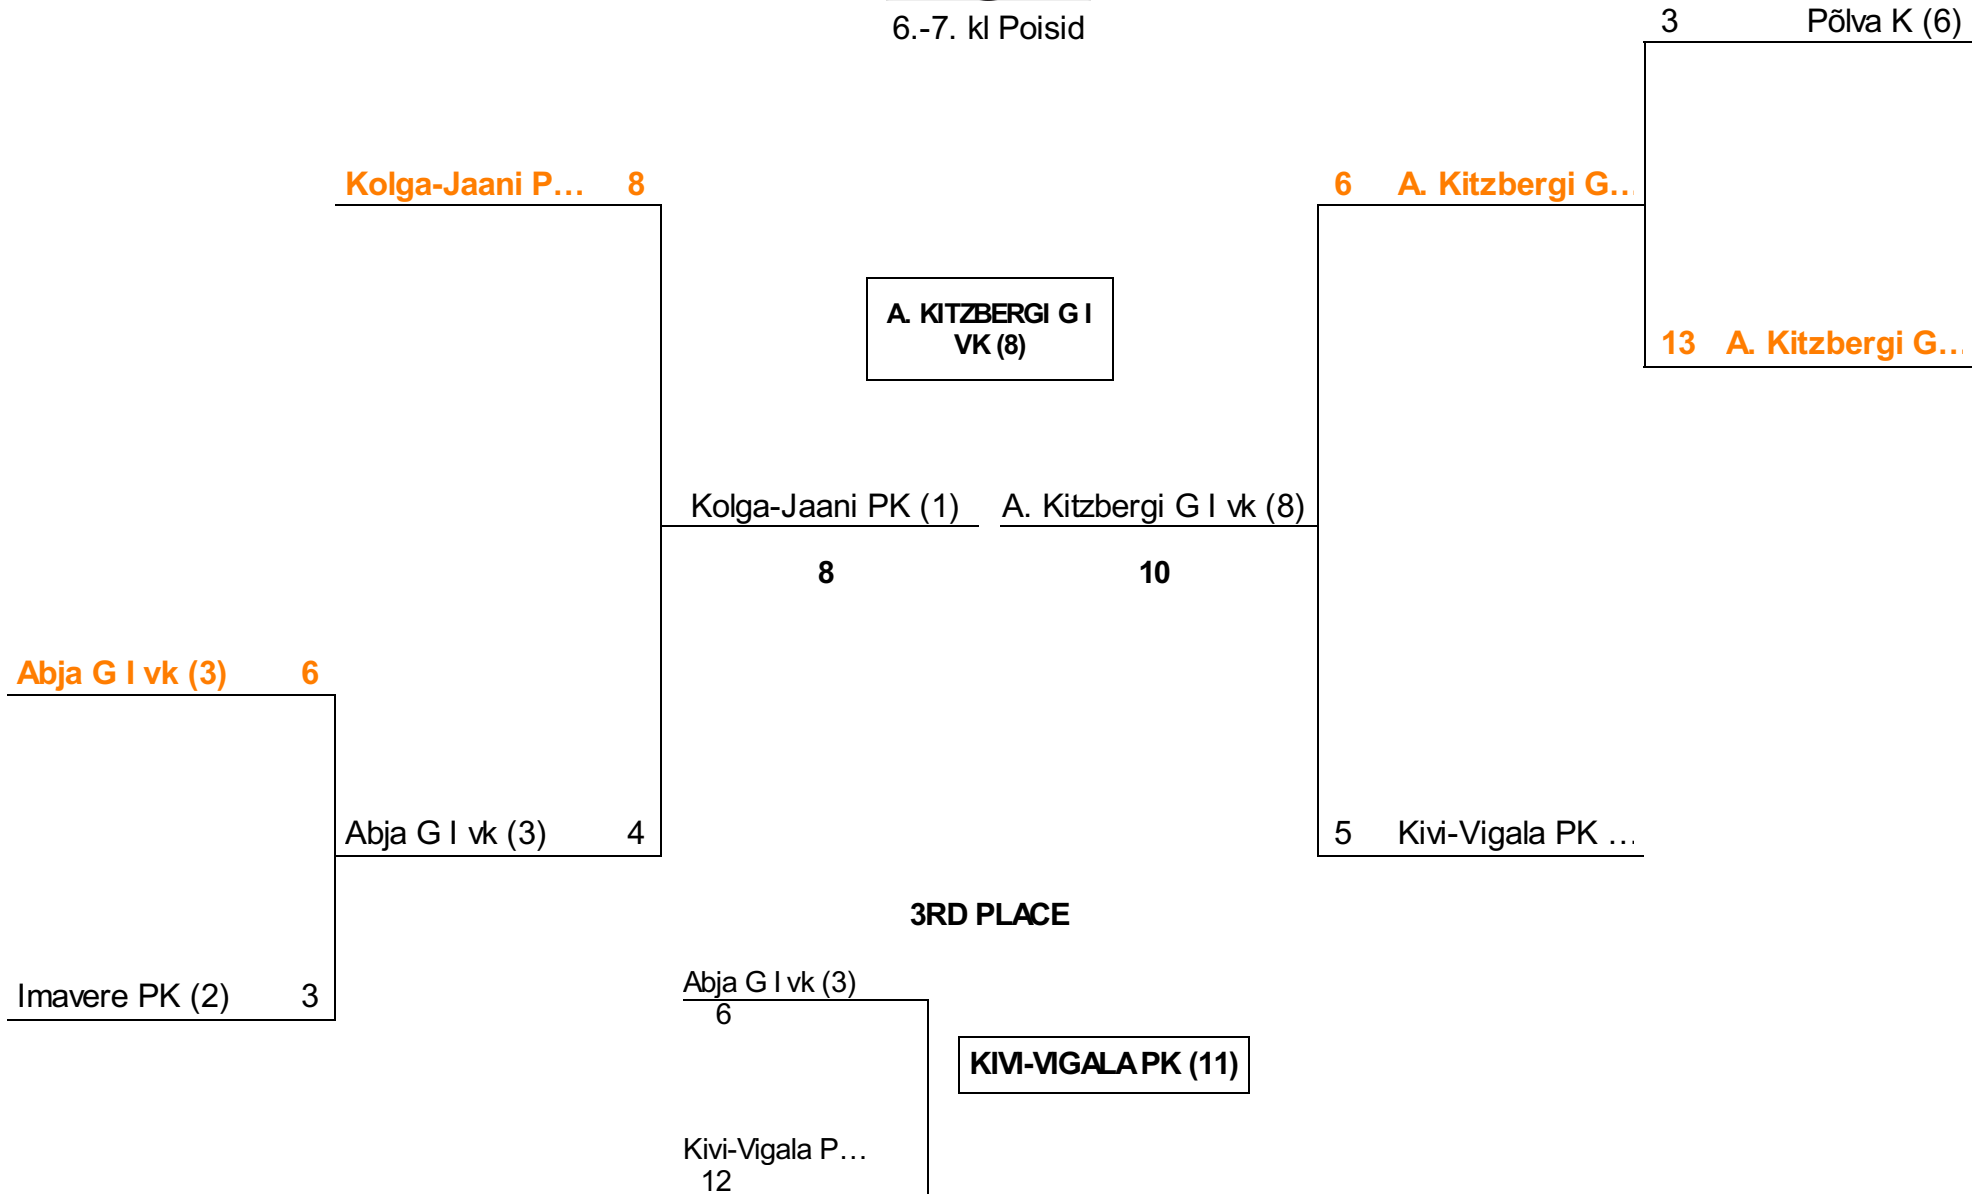 6.-7. kl Poisid
3 Põlva K (6)
Kolga-Jaani P… 8
6 A. Kitzbergi G…
A. KITZBERGI G I
VK (8)
13 A. Kitzbergi G…
Kolga-Jaani PK (1)
A. Kitzbergi G I vk (8)
8
10
Abja G I vk (3) 6
Abja G I vk (3) 4
5 Kivi-Vigala PK …
3RD PLACE
Imavere PK (2) 3
Abja G I vk (3)
6
KIVI-VIGALA PK (11)
Kivi-Vigala P…
12